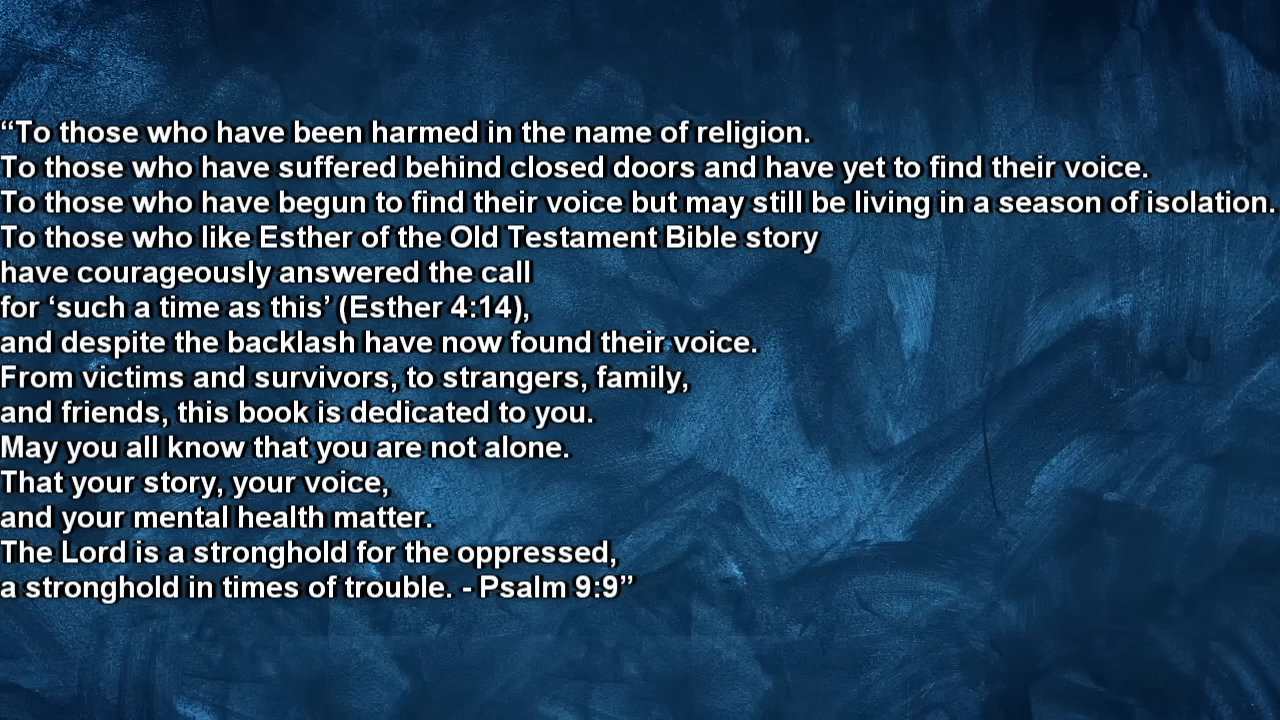 “To those who have been harmed in the name of religion.
To those who have suffered behind closed doors and have yet to find their voice.
To those who have begun to find their voice but may still be living in a season of isolation.
To those who like Esther of the Old Testament Bible story
have courageously answered the call
for ‘such a time as this’ (Esther 4:14),
and despite the backlash have now found their voice.
From victims and survivors, to strangers, family,
and friends, this book is dedicated to you.
May you all know that you are not alone.
That your story, your voice,
and your mental health matter.
The Lord is a stronghold for the oppressed,
a stronghold in times of trouble. - Psalm 9:9”